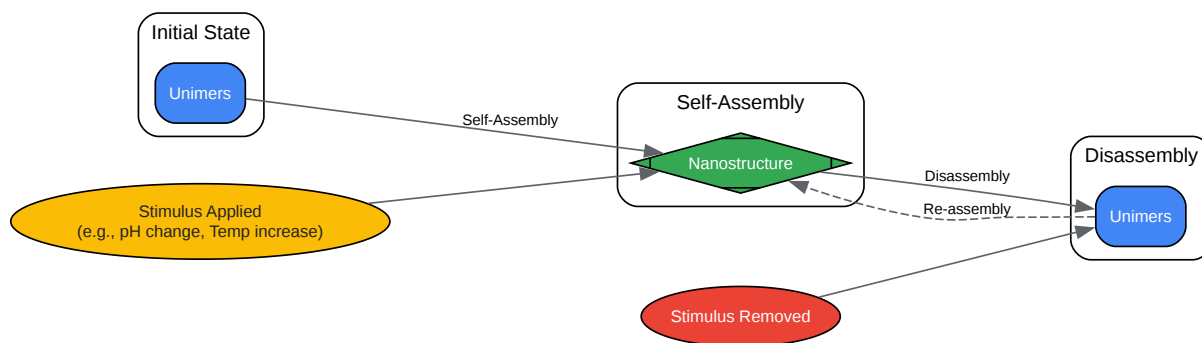 Initial State
Unimers
Self-Assembly
Self-Assembly
Nanostructure
Stimulus Applied
(e.g., pH change, Temp increase)
Disassembly
Re-assembly
Disassembly
Unimers
Stimulus Removed